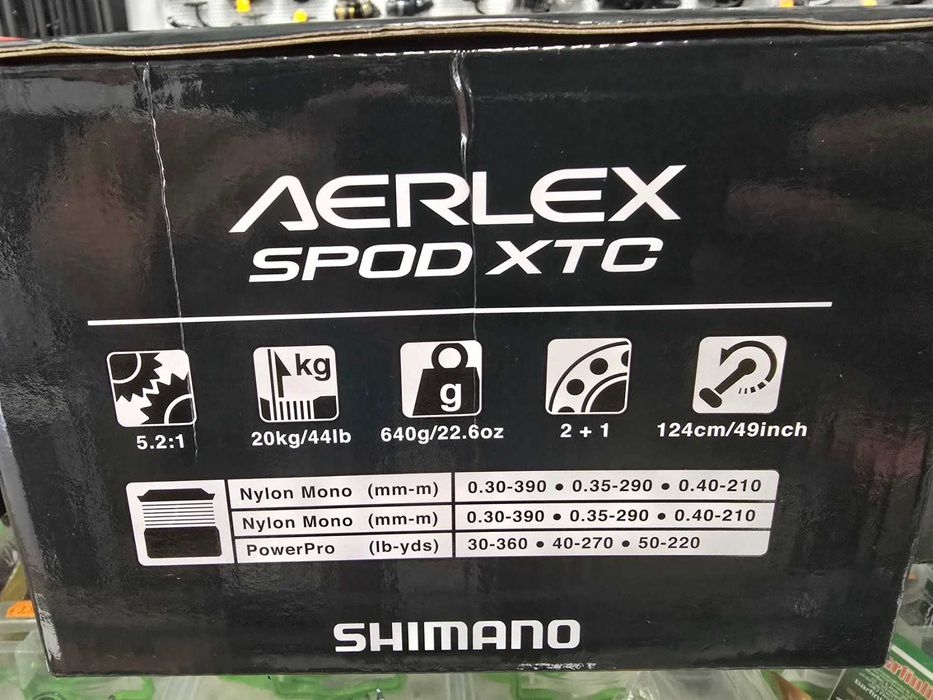 AERLEX
SPOD XTC
kg
g
5.2:1
20kg/44lb
640g/22.6oz
2 + 1
124cm/49inch
Nylon Mono (mm-m) 0.30-390 • 0.35-290 • 0.40-210
Nylon Mono (mm-m) 0.30-390 • 0.35-290 • 0.40-210
PowerPro (lb-yds) 30-360 • 40-270 • 50-220
SHIMANO